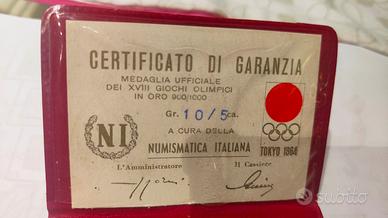 CERTIFICATO DI GARANZIA
MEDAGLIA UFFICIALE
DEI XVIII GIOCHI OLIMPICI
IN ORO 900/1000
Gr. 10/5 ca.
A CURA DELLA
NI
NUMISMATICA ITALIANA
TOKYO 1964
L'Amministratore
Il Cassiere
subito